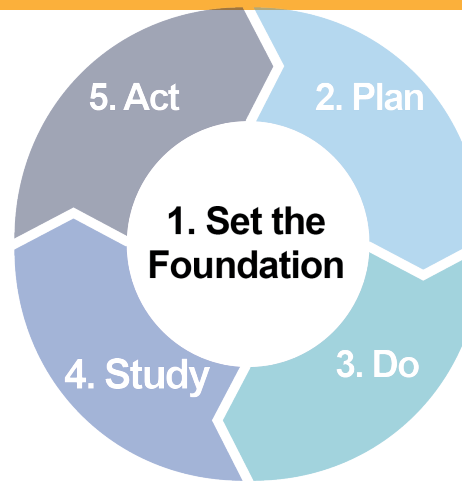 1. Set the
Foundation
2. Plan
3. Do
4. Study
5. Act